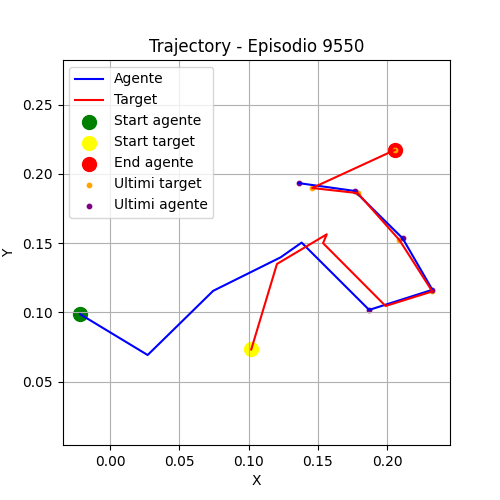 Trajectory - Episodio 9550
Agente
Target
Start agente
Start target
End agente
Ultimi target
Ultimi agente
0.25
0.20
0.15
0.10
0.05
Y
0.00 0.05 0.10 0.15 0.20
X